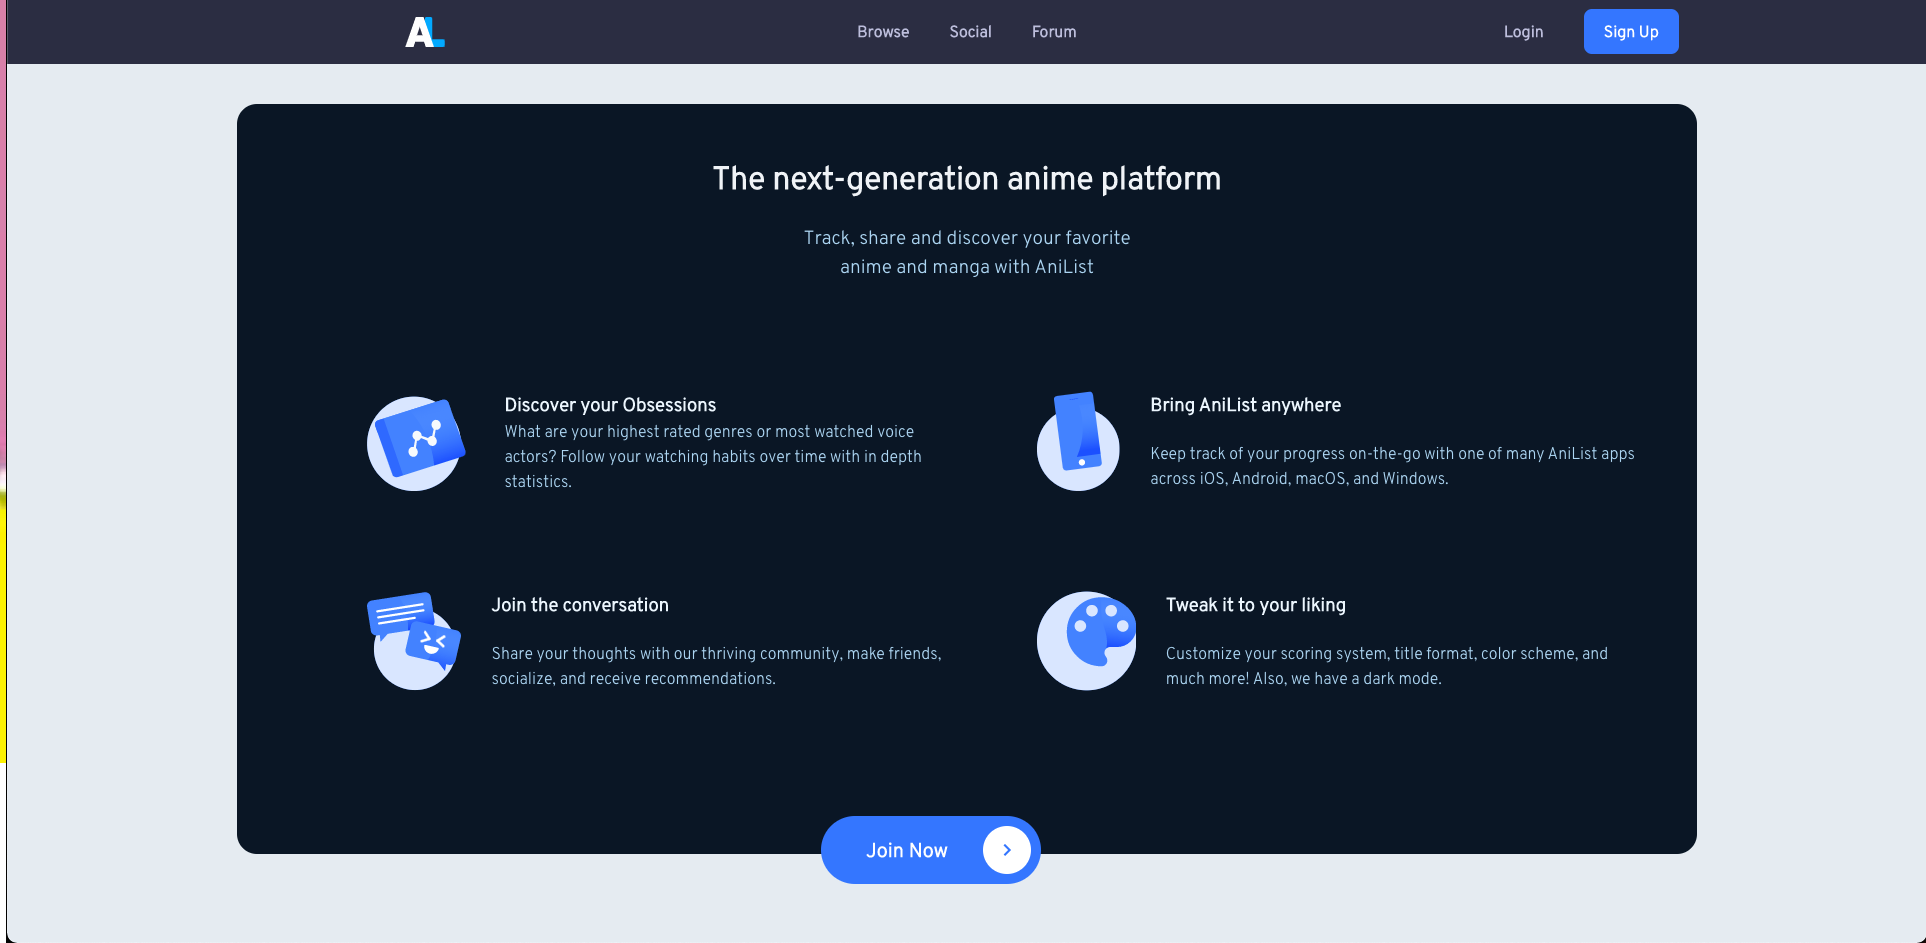 AL
Browse
Social
Forum
Login
Sign Up
The next-generation anime platform
Track, share and discover your favorite
anime and manga with AniList
Discover your Obsessions
What are your highest rated genres or most watched voice
actors? Follow your watching habits over time with in depth
statistics.
Bring AniList anywhere
Keep track of your progress on-the-go with one of many AniList apps
across iOS, Android, macOS, and Windows.
Join the conversation
Share your thoughts with our thriving community, make friends,
socialize, and receive recommendations.
Tweak it to your liking
Customize your scoring system, title format, color scheme, and
much more! Also, we have a dark mode.
Join Now